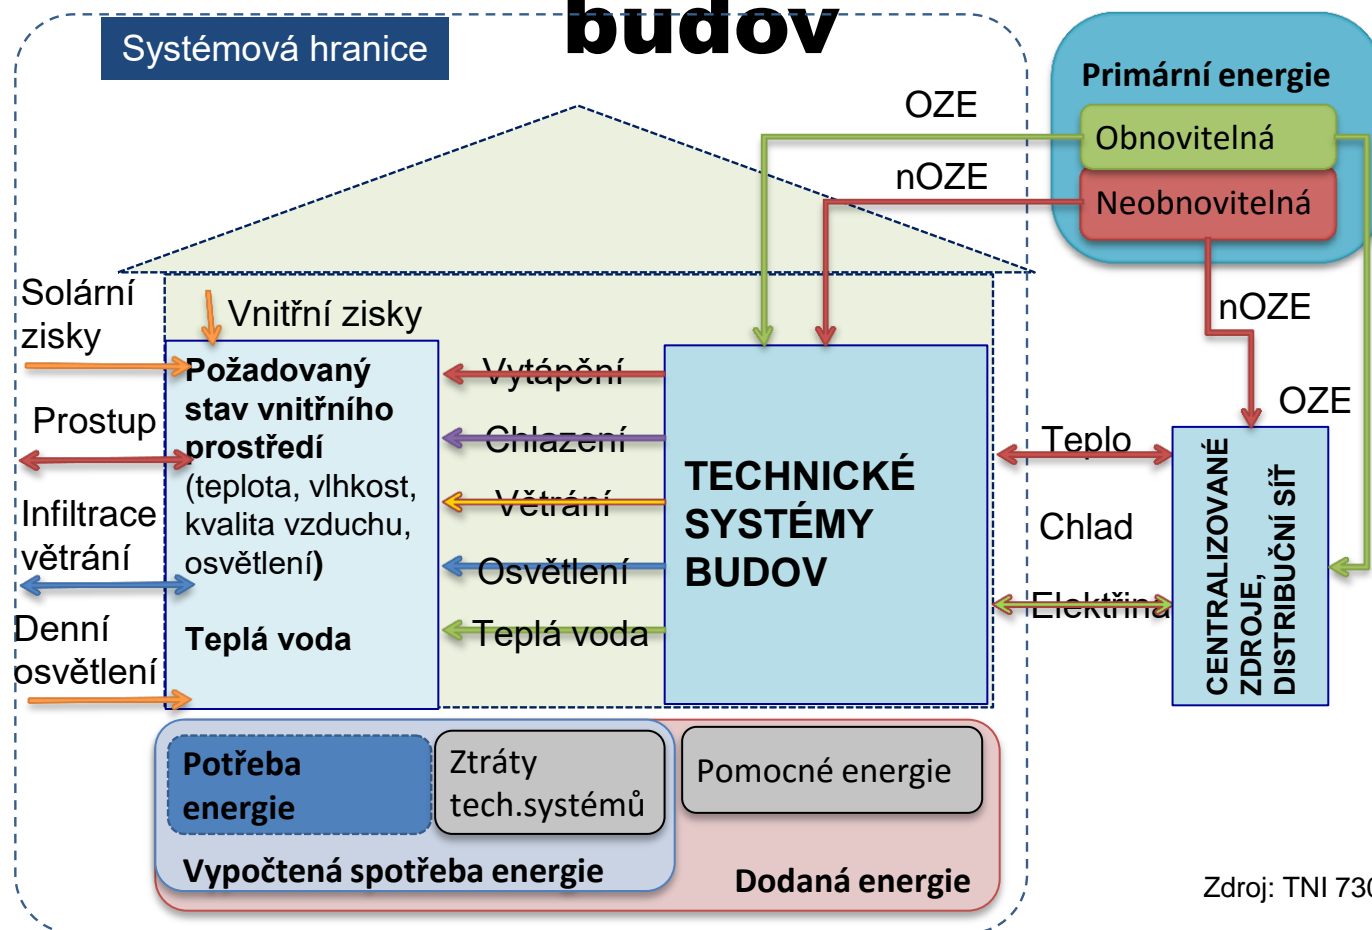 budov
Systémová hranice
Primární energie
OZE
Obnovitelná
nOZE
Neobnovitelná
Solární
zisky
Vnitřní zisky
nOZE
Požadovaný
stav vnitřního
prostředí
(teplota, vlhkost,
kvalita vzduchu,
osvětlení)
Teplá voda
Vytápění
Chlazení
Větrání
Osvětlení
Teplá voda
TECHNICKÉ
SYSTÉMY
BUDOV
OZE
Prostup
Infiltrace
větrání
Denní
osvětlení
Teplo
Chlad
Elektřina
CENTRALIZOVANÉ
ZDROJE,
DISTRIBUČNÍ SÍŤ
Potřeba
energie
Ztráty
tech.systémů
Pomocné energie
Vypočtená spotřeba energie
Dodaná energie
Zdroj: TNI 730